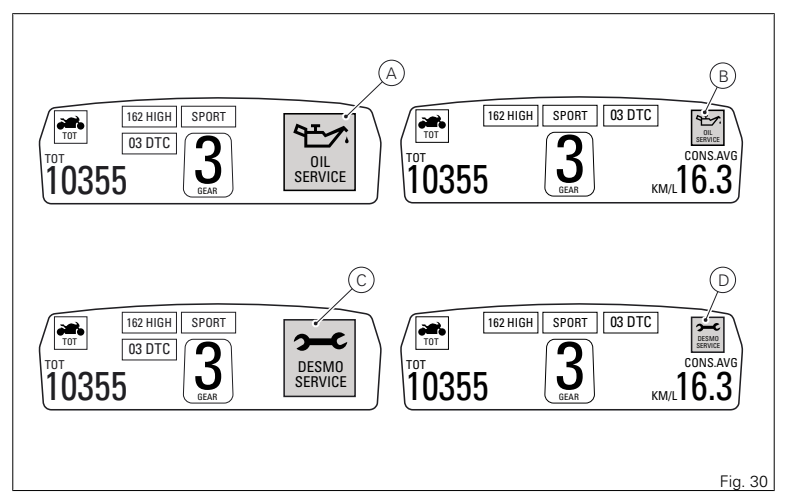 A
B
162 HIGH SPORT
TOT
03 DTC
TOT
10355
3
GEAR
OIL
SERVICE
162 HIGH SPORT 03 DTC
TOT
OIL
SERVICE
TOT
10355
3
GEAR
CONS.AVG
KM/L 16.3
C
D
162 HIGH SPORT
TOT
03 DTC
TOT
10355
3
GEAR
DESMO
SERVICE
162 HIGH SPORT 03 DTC
TOT
DESMO
SERVICE
TOT
10355
3
GEAR
CONS.AVG
KM/L 16.3
Fig. 30